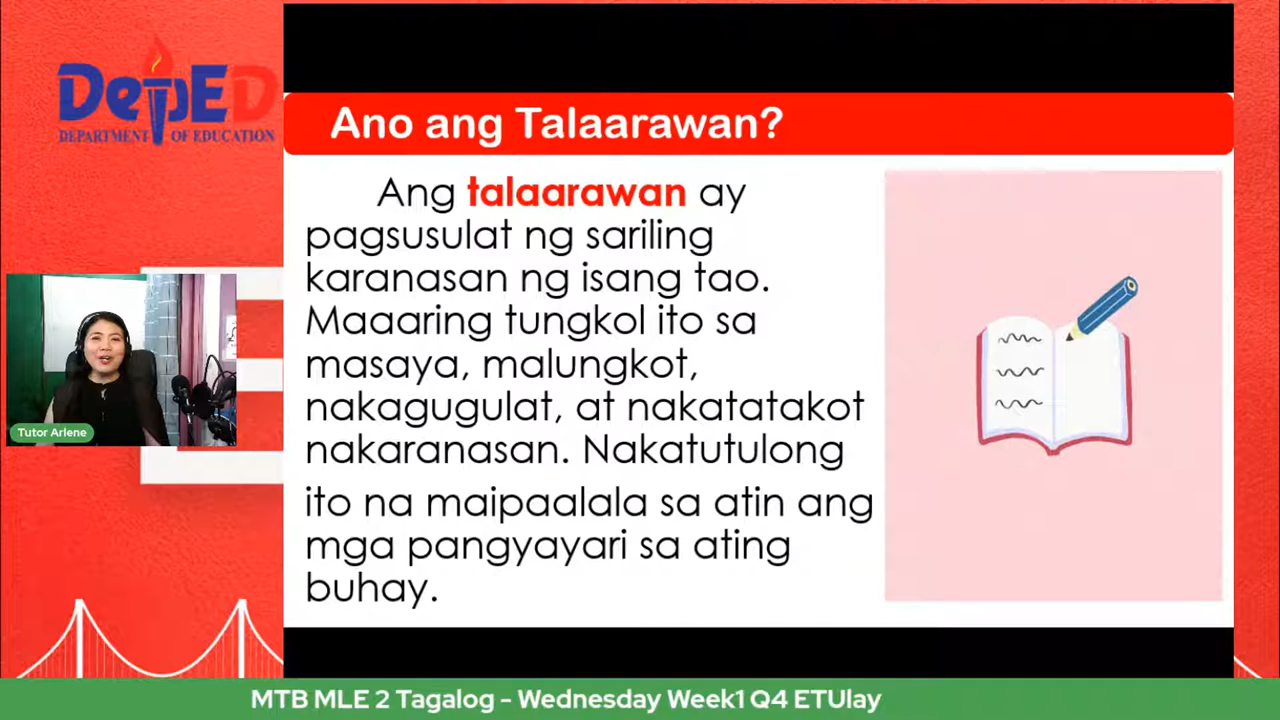 DepED
DEPARTMENT OF EDUCATION
Ano ang Talaarawan?
Ang talaarawan ay
pagsusulat ng sariling
karanasan ng isang tao.
Maaaring tungkol ito sa
masaya, malungkot,
nakagugulat, at nakatatakot
nakaranasan. Nakatutulong
ito na maipaalala sa atin ang
mga pangyayari sa ating
buhay.
Tutor Arlene
MTB MLE 2 Tagalog - Wednesday Week1 Q4 ETUlay